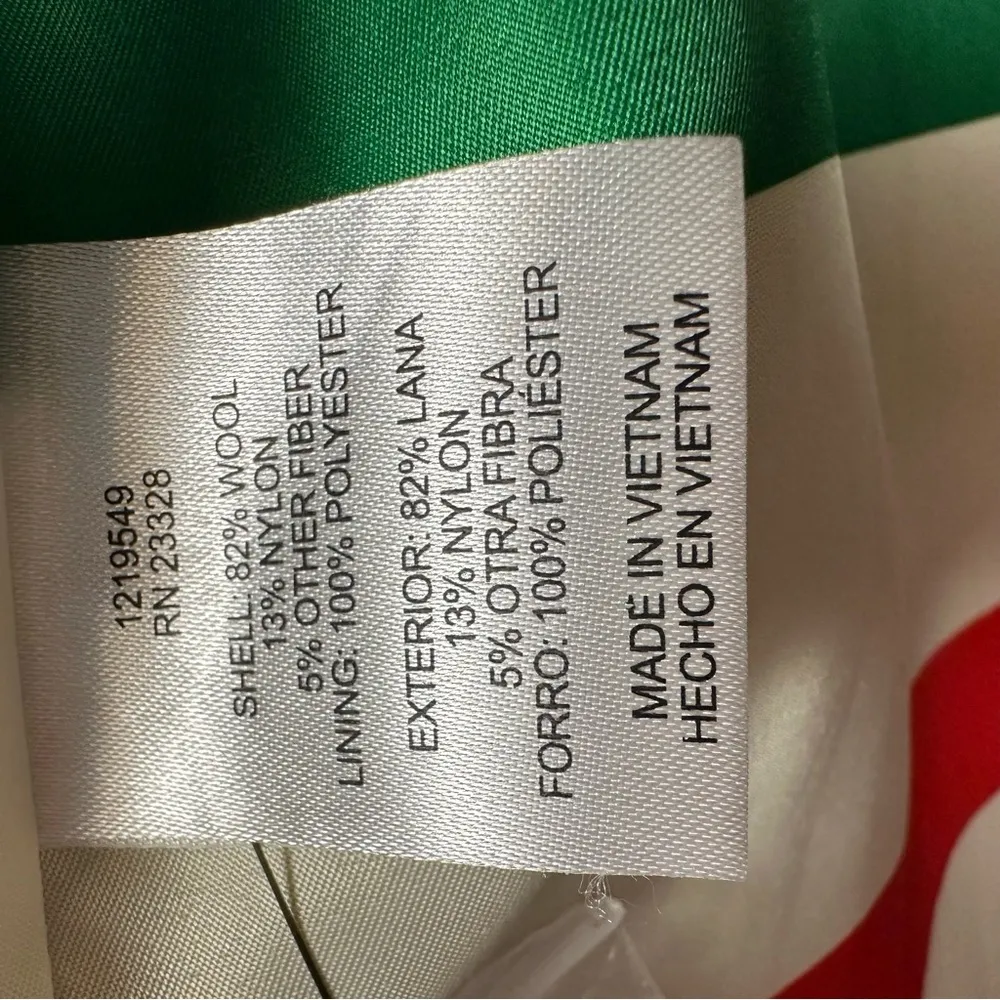 1219549
RN 23328
SHELL: 82% WOOL
13% NYLON
5% OTHER FIBER
LINING: 100% POLYESTER
EXTERIOR: 82% LANA
13% NYLON
5% OTRA FIBRA
FORRO: 100% POLIÉSTER
MADE IN VIETNAM
HECHO EN VIETNAM